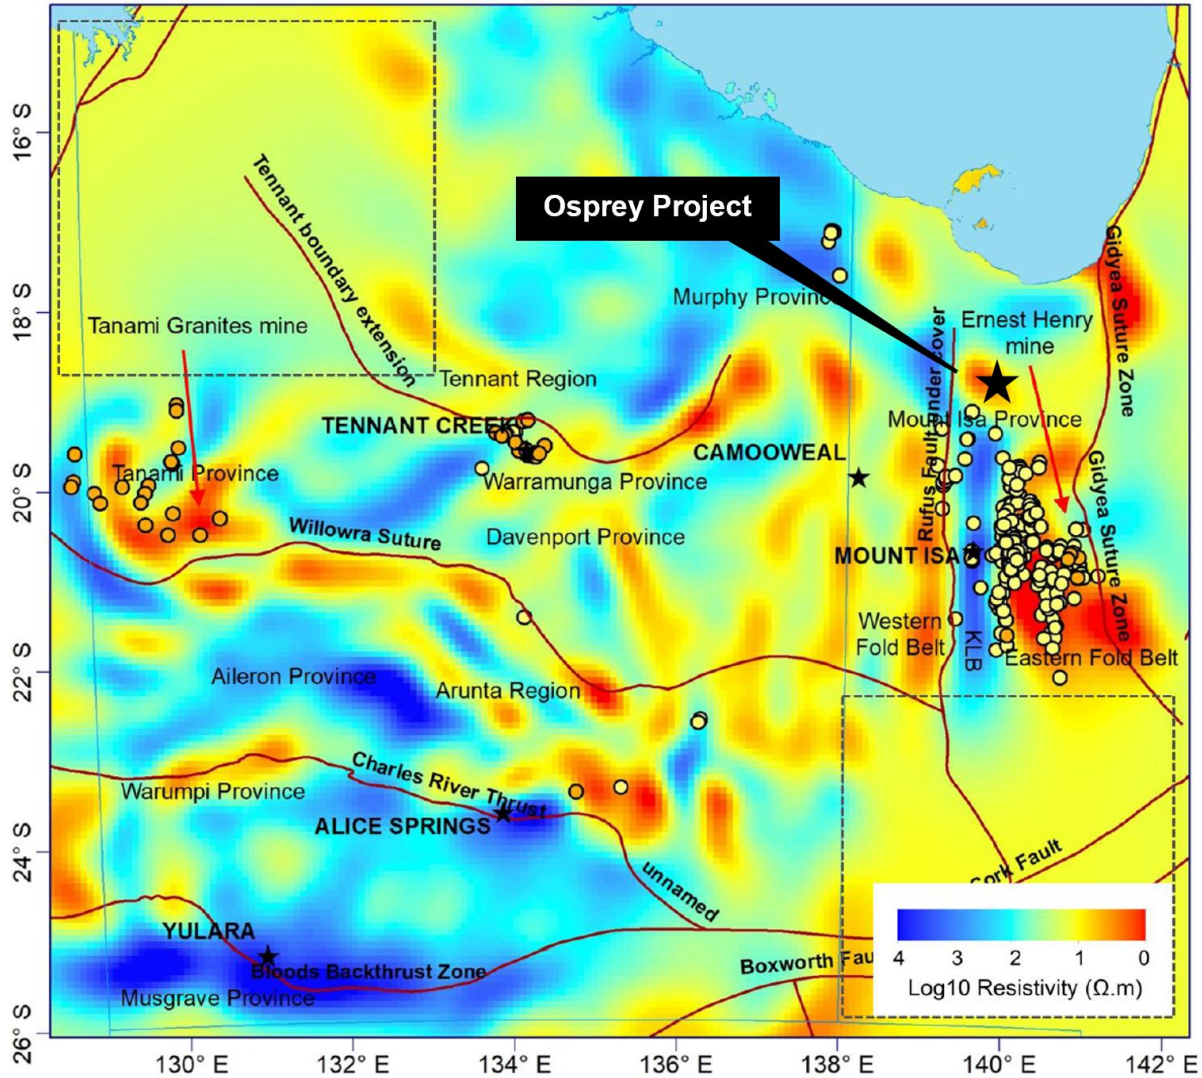 16° S
18° S
20° S
22° S
24° S
26° S
Tennant boundary extension
Osprey Project
Gidyea Suture Zone
Murphy Province
Tanami Granites mine
Ernest Henry
mine
Rufus Fault under cover
Tennant Region
TENNANT CREEK
Mount Isa Province
CAMOOWEAL
Tanami Province
Warramunga Province
Gidyea Suture Zone
Willowra Suture
Davenport Province
MOUNT ISA
Western
Fold Belt
KLB
Eastern Fold Belt
Aileron Province
Arunta Region
Charles River Thrust
Warumpi Province
ALICE SPRINGS
unnamed
Cork Fault
YULARA
Bloods Backthrust Zone
Boxworth Fau
Musgrave Province
4 3 2 1 0
Log10 Resistivity (Ω.m)
130° E 132° E 134° E 136° E 138° E 140° E 142° E